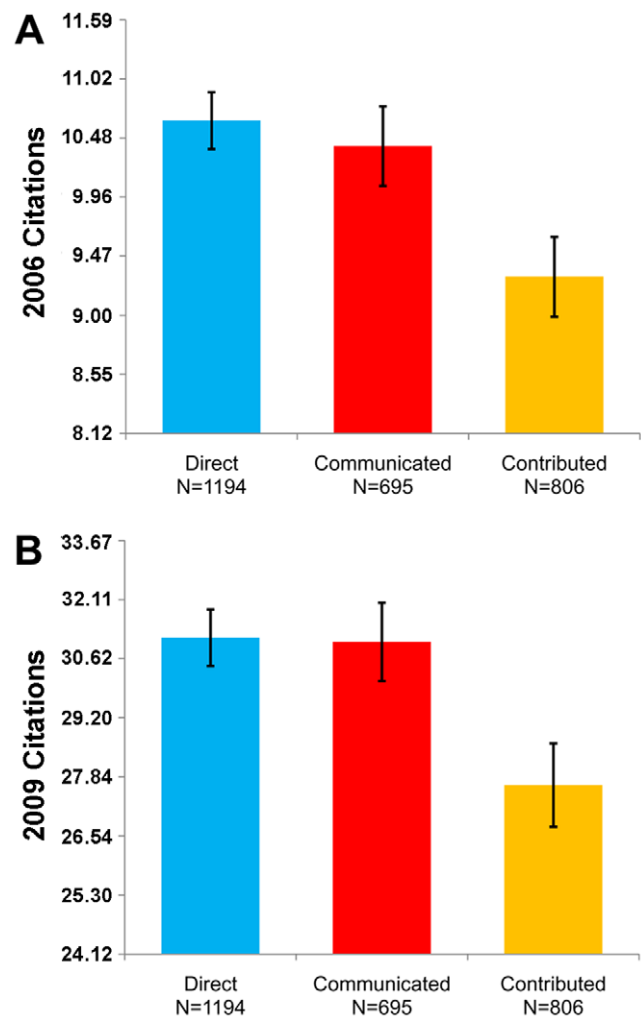 A
2006 Citations
11.59
11.02
10.48
9.96
9.47
9.00
8.55
8.12
Direct
N=1194
Communicated
N=695
Contributed
N=806
B
2009 Citations
33.67
32.11
30.62
29.20
27.84
26.54
25.30
24.12
Direct
N=1194
Communicated
N=695
Contributed
N=806